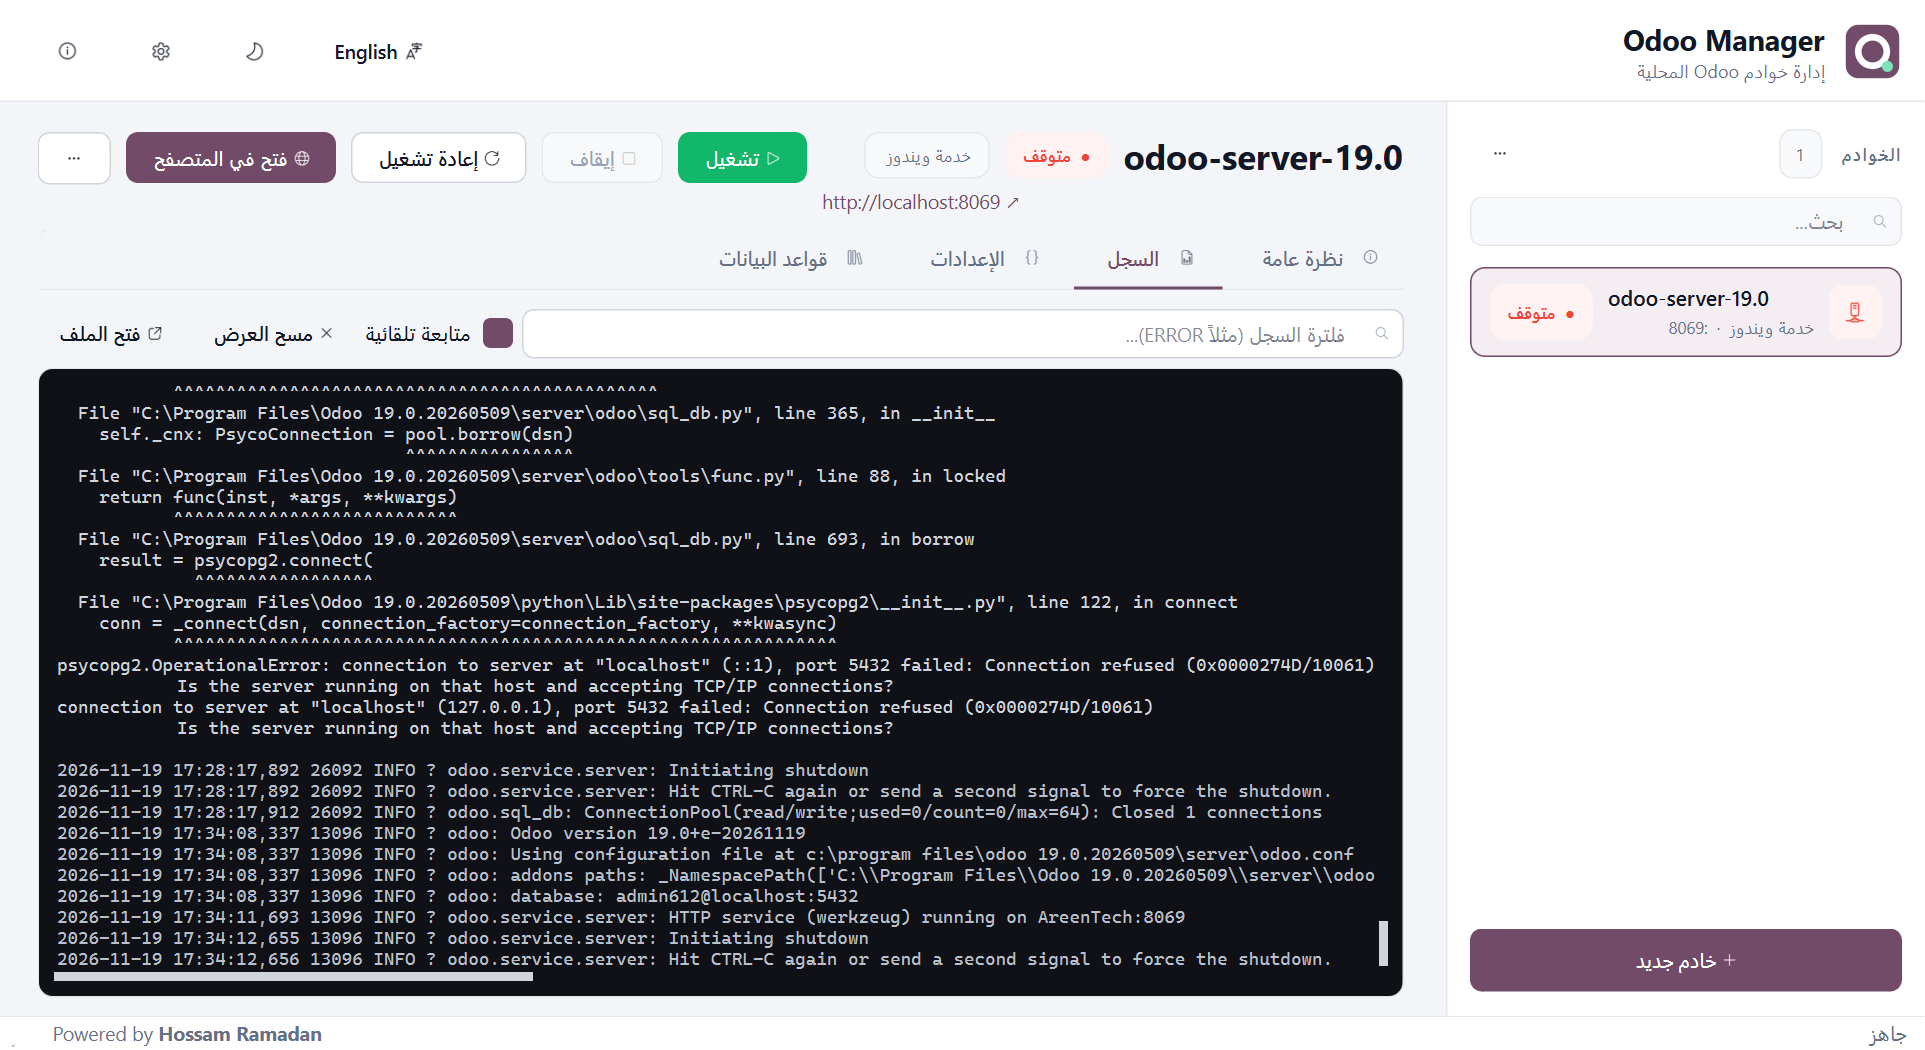 Odoo Manager
إدارة خوادم Odoo المحلية
English
الخوادم 1 ...
بحث...
odoo-server-19.0
خدمة ويندوز · :8069
متوقف
+ خادم جديد
odoo-server-19.0
متوقف
خدمة ويندوز
تشغيل
إيقاف
إعادة تشغيل
فتح في المتصفح
...
http://localhost:8069 ↗
نظرة عامة
السجل
{} الإعدادات
قواعد البيانات
فلترة السجل (مثلاً ERROR)...
متابعة تلقائية
مسح العرض
فتح الملف
^^^^^^^^^^^^^^^^^^^^^^^^^^^^^^^^^^^^^^^^^^^^^^
File "C:\Program Files\Odoo 19.0.20260509\server\odoo\sql_db.py", line 365, in __init__
self._cnx: PsycoConnection = pool.borrow(dsn)
^^^^^^^^^^^^^^^^
File "C:\Program Files\Odoo 19.0.20260509\server\odoo\tools\func.py", line 88, in locked
return func(inst, *args, **kwargs)
^^^^^^^^^^^^^^^^^^^^^^^^^^^
File "C:\Program Files\Odoo 19.0.20260509\server\odoo\sql_db.py", line 693, in borrow
result = psycopg2.connect(
^^^^^^^^^^^^^^^^^
File "C:\Program Files\Odoo 19.0.20260509\python\Lib\site-packages\psycopg2\__init__.py", line 122, in connect
conn = _connect(dsn, connection_factory=connection_factory, **kwasync)
^^^^^^^^^^^^^^^^^^^^^^^^^^^^^^^^^^^^^^^^^^^^^^^^^^^^^^^^^^^^^^^
psycopg2.OperationalError: connection to server at "localhost" (::1), port 5432 failed: Connection refused (0x0000274D/10061)
Is the server running on that host and accepting TCP/IP connections?
connection to server at "localhost" (127.0.0.1), port 5432 failed: Connection refused (0x0000274D/10061)
Is the server running on that host and accepting TCP/IP connections?
2026-11-19 17:28:17,892 26092 INFO ? odoo.service.server: Initiating shutdown
2026-11-19 17:28:17,892 26092 INFO ? odoo.service.server: Hit CTRL-C again or send a second signal to force the shutdown.
2026-11-19 17:28:17,912 26092 INFO ? odoo.sql_db: ConnectionPool(read/write;used=0/count=0/max=64): Closed 1 connections
2026-11-19 17:34:08,337 13096 INFO ? odoo: Odoo version 19.0+e-20261119
2026-11-19 17:34:08,337 13096 INFO ? odoo: Using configuration file at c:\program files\odoo 19.0.20260509\server\odoo.conf
2026-11-19 17:34:08,337 13096 INFO ? odoo: addons paths: _NamespacePath(['C:\\Program Files\\Odoo 19.0.20260509\\server\\odoo
2026-11-19 17:34:08,337 13096 INFO ? odoo: database: admin612@localhost:5432
2026-11-19 17:34:11,693 13096 INFO ? odoo.service.server: HTTP service (werkzeug) running on AreenTech:8069
2026-11-19 17:34:12,655 13096 INFO ? odoo.service.server: Initiating shutdown
2026-11-19 17:34:12,656 13096 INFO ? odoo.service.server: Hit CTRL-C again or send a second signal to force the shutdown.
جاهز
Powered by Hossam Ramadan